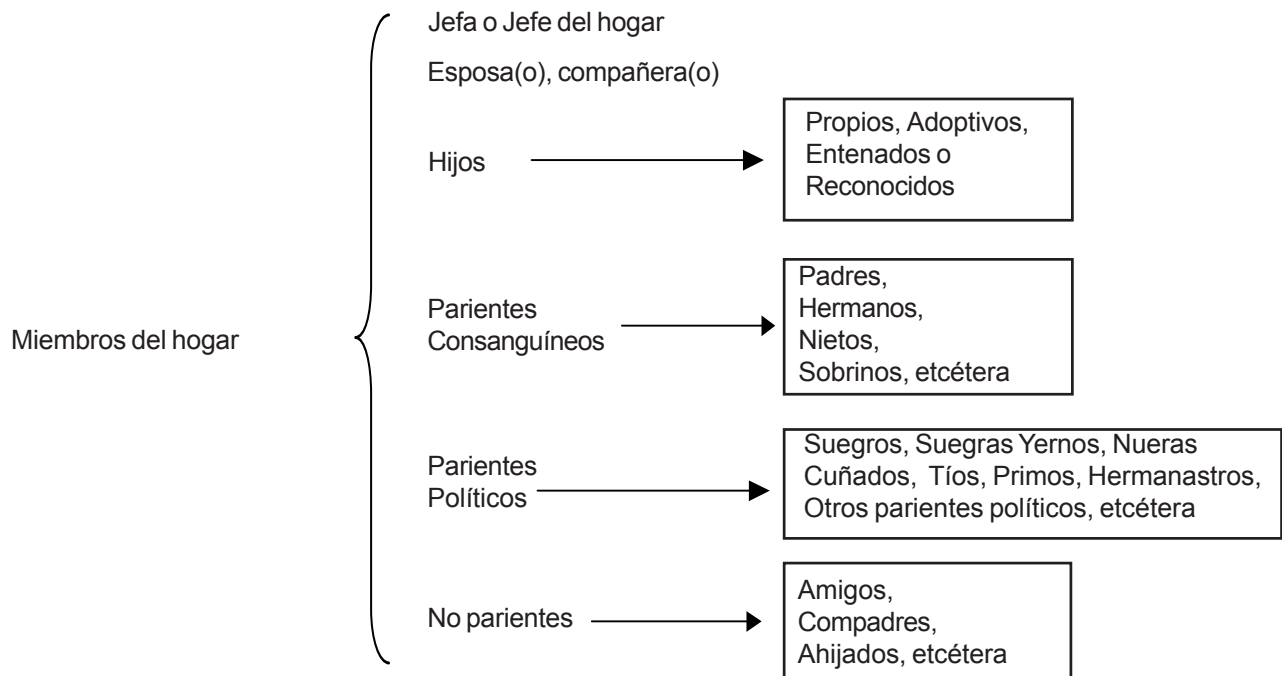 Jefa o Jefe del hogar
Esposa(o), compañera(o)
Hijos
Propios, Adoptivos,
Entenados o
Reconocidos
Miembros del hogar
Parientes
Consanguíneos
Padres,
Hermanos,
Nietos,
Sobrinos, etcétera
Parientes
Políticos
Suegros, Suegras Yernos, Nueras
Cuñados, Tíos, Primos, Hermanastros,
Otros parientes políticos, etcétera
No parientes
Amigos,
Compadres,
Ahijados, etcétera